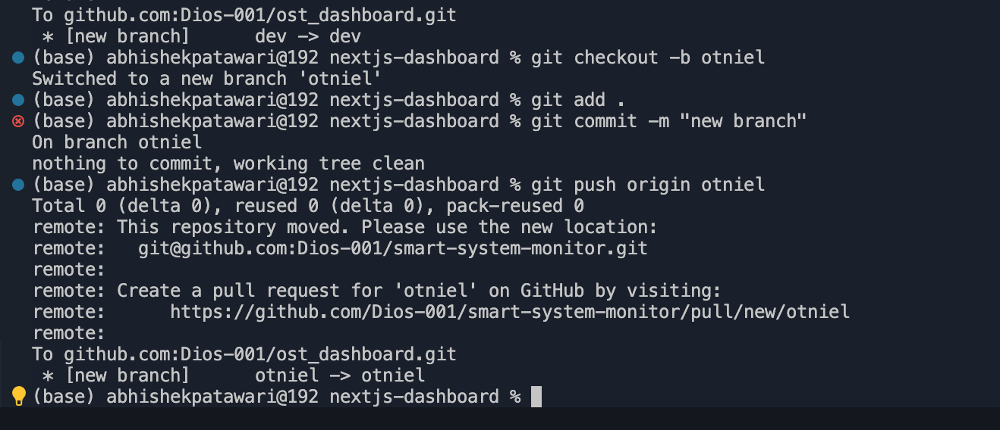 To github.com:Dios-001/ost_dashboard.git
 * [new branch]      dev -> dev
(base) abhishekpatawari@192 nextjs-dashboard % git checkout -b otniel
Switched to a new branch 'otniel'
(base) abhishekpatawari@192 nextjs-dashboard % git add .
(base) abhishekpatawari@192 nextjs-dashboard % git commit -m "new branch"
On branch otniel
nothing to commit, working tree clean
(base) abhishekpatawari@192 nextjs-dashboard % git push origin otniel
Total 0 (delta 0), reused 0 (delta 0), pack-reused 0
remote: This repository moved. Please use the new location:
remote:   git@github.com:Dios-001/smart-system-monitor.git
remote:
remote: Create a pull request for 'otniel' on GitHub by visiting:
remote:      https://github.com/Dios-001/smart-system-monitor/pull/new/otniel
remote:
To github.com:Dios-001/ost_dashboard.git
 * [new branch]      otniel -> otniel
(base) abhishekpatawari@192 nextjs-dashboard %